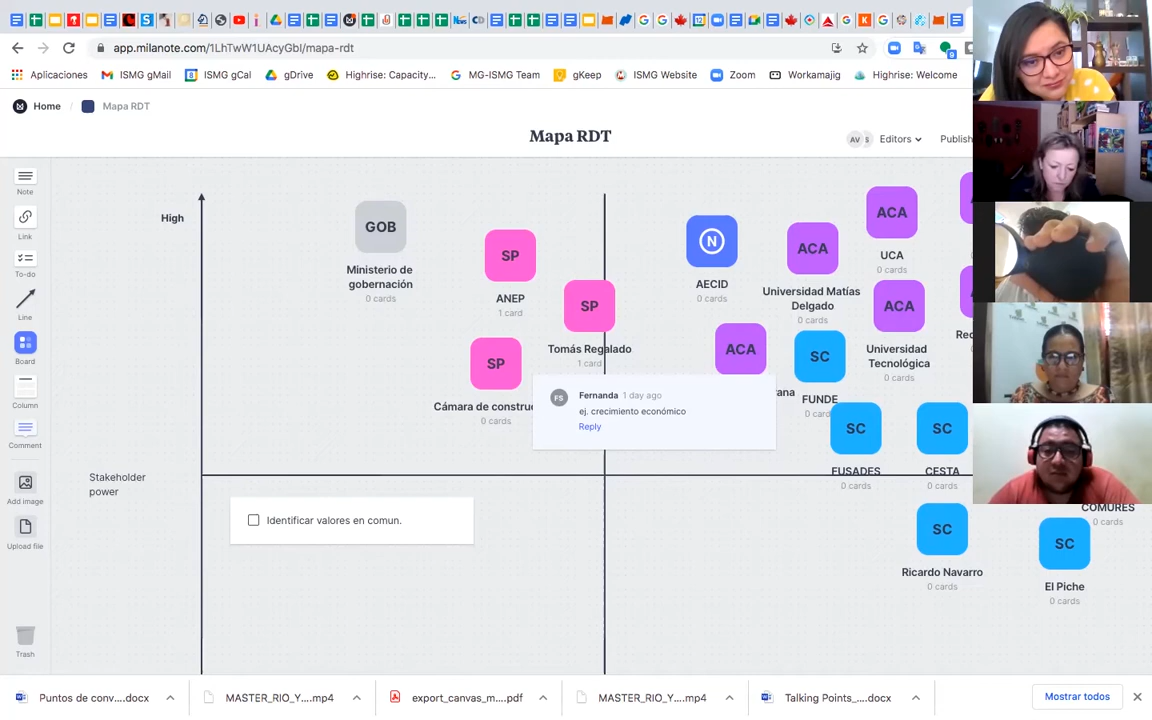 app.milanote.com/1LhTwW1UAcyGbI/mapa-rdt
Aplicaciones
ISMG gMail
ISMG gCal
gDrive
Highrise: Capacity...
MG-ISMG Team
gKeep
ISMG Website
Zoom
Workamajig
Highrise: Welcome
Home / Mapa RDT
Mapa RDT
AV S Editors
Publish
Note
Link
To-do
Line
Board
Column
Comment
Add image
Upload file
Trash
High
Stakeholder
power
GOB
Ministerio de
gobernación
0 cards
SP
ANEP
1 card
SP
Tomás Regalado
1 card
SP
Cámara de constru
0 cards
N
AECID
0 cards
ACA
Universidad Matías
Delgado
0 cards
ACA
UCA
0 cards
ACA
Universidad
Tecnológica
0 cards
ACA
SC
FUNDE
0 card
SC
FUSADES
0 cards
SC
CESTA
0 cards
COMURES
0 cards
SC
Ricardo Navarro
0 cards
SC
El Piche
0 cards
FS Fernanda 1 day ago
ej. crecimiento económico
Reply
Identificar valores en comun.
Puntos de conv....docx
MASTER_RIO_Y....mp4
export_canvas_m....pdf
MASTER_RIO_Y....mp4
Talking Points_....docx
Mostrar todos